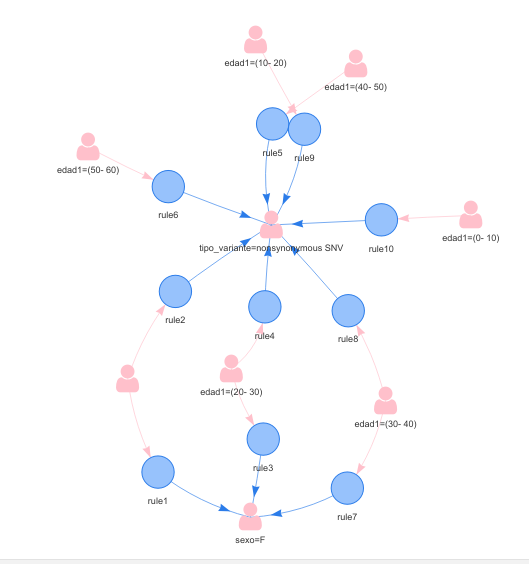 edad1=(10- 20)
edad1=(40- 50)
rule5
rule9
edad1=(50- 60)
rule6
edad1=(0- 10)
rule10
tipo_variante=nonsynonymous SNV
rule2
rule4
rule8
edad1=(20- 30)
edad1=(30- 40)
rule3
rule1
rule7
sexo=F